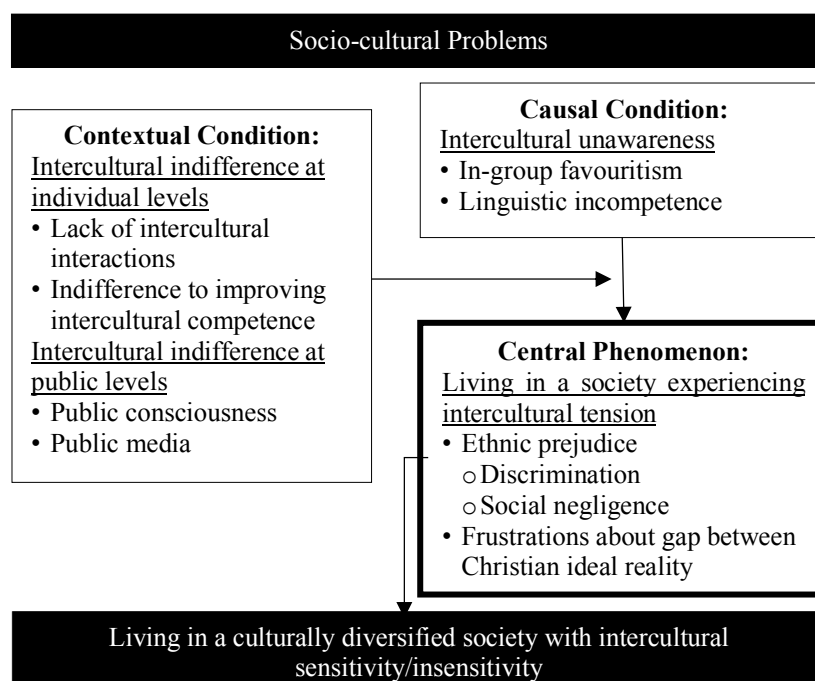 Socio-cultural Problems
Contextual Condition:
Intercultural indifference at
individual levels
• Lack of intercultural
interactions
• Indifference to improving
intercultural competence
Intercultural indifference at
public levels
• Public consciousness
• Public media
Causal Condition:
Intercultural unawareness
• In-group favouritism
• Linguistic incompetence
Central Phenomenon:
Living in a society experiencing
intercultural tension
• Ethnic prejudice
o Discrimination
o Social negligence
• Frustrations about gap between
Christian ideal reality
Living in a culturally diversified society with intercultural
sensitivity/insensitivity